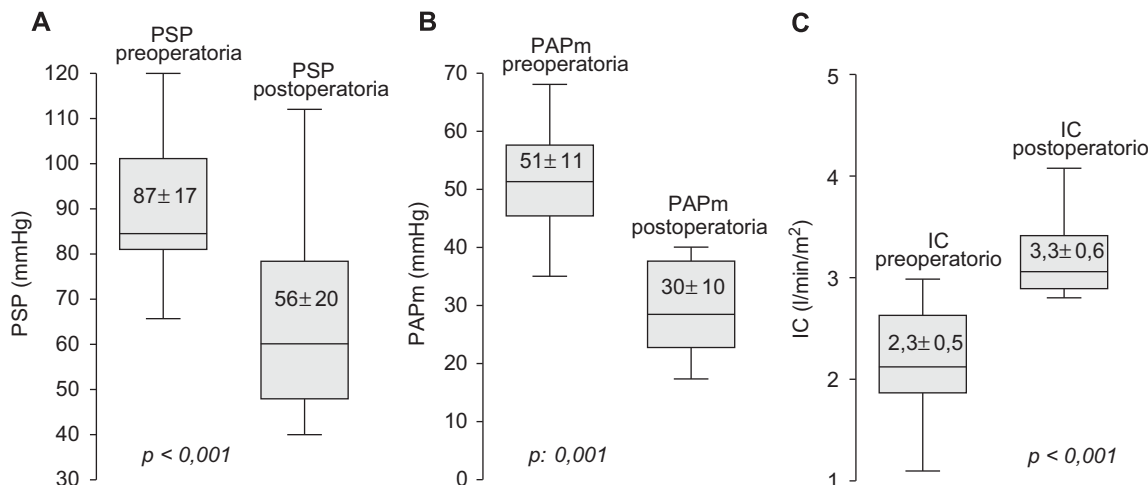 A
PSP
preoperatoria
PSP
postoperatoria
PSP (mmHg)
120
110
100
90
80
70
60
50
40
30
87± 17
56± 20
p < 0,001
B
PAPm
preoperatoria
PAPm
postoperatoria
PAPm (mmHg)
70
60
50
40
30
20
10
0
51± 11
30± 10
p: 0,001
C
IC
preoperatorio
IC
postoperatorio
IC (l/min/m²)
5
4
3
2
1
2,3± 0,5
3,3± 0,6
p < 0,001